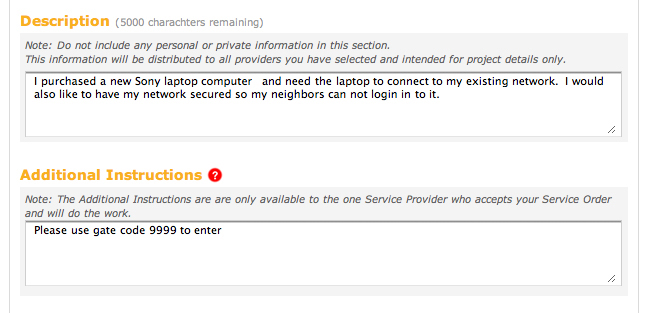 Description (5000 charachters remaining)
Note: Do not include any personal or private information in this section.
This information will be distributed to all providers you have selected and intended for project details only.
I purchased a new Sony laptop computer   and need the laptop to connect to my existing network.  I would
also like to have my network secured so my neighbors can not login in to it.
Additional Instructions ?
Note: The Additional Instructions are are only available to the one Service Provider who accepts your Service Order
and will do the work.
Please use gate code 9999 to enter